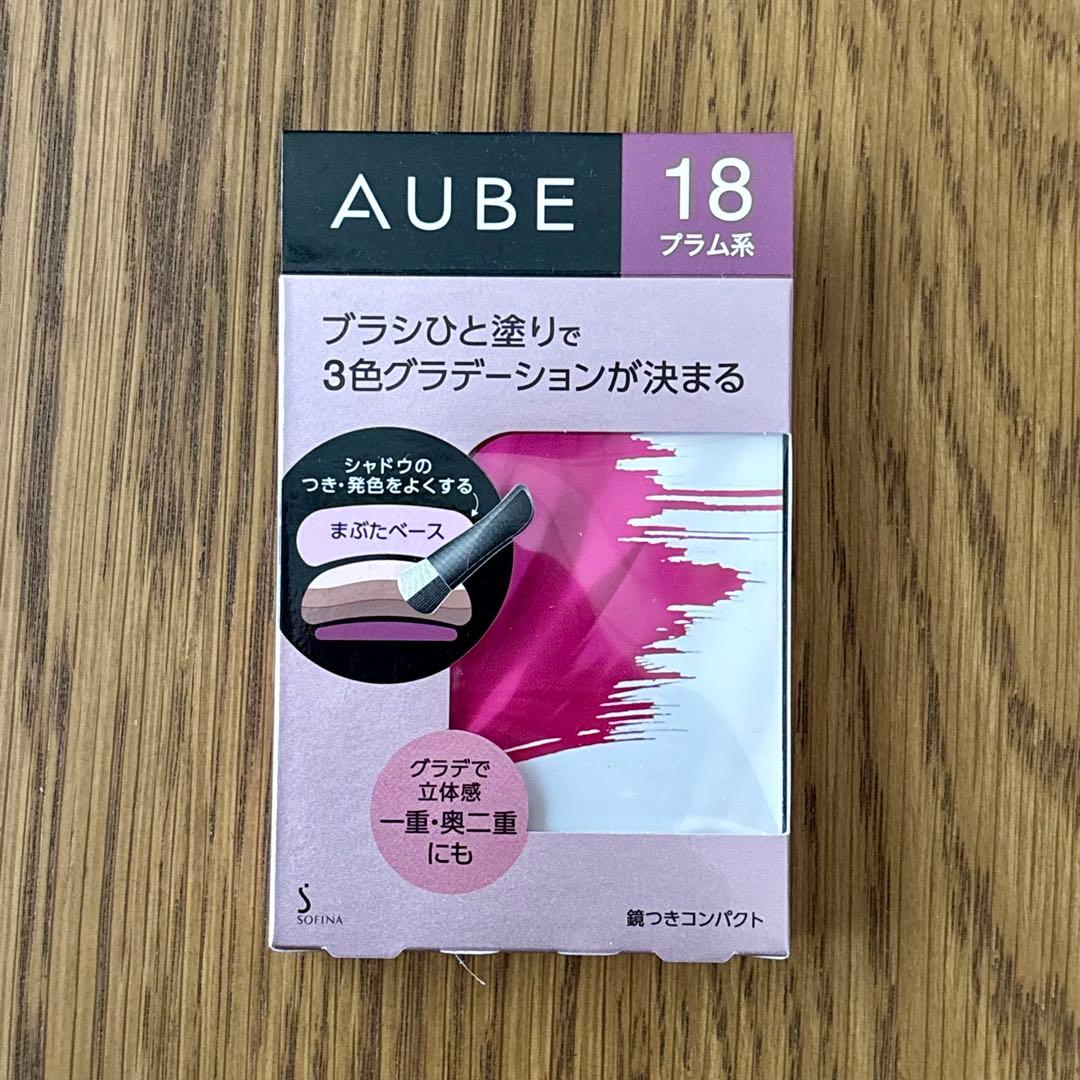 AUBE
18
プラム系
ブラシひと塗りで
3色グラデーションが決まる
シャドウの
つき・発色をよくする
まぶたベース
グラデで
立体感
一重・奥二重
にも
SOFINA
鏡つきコンパクト